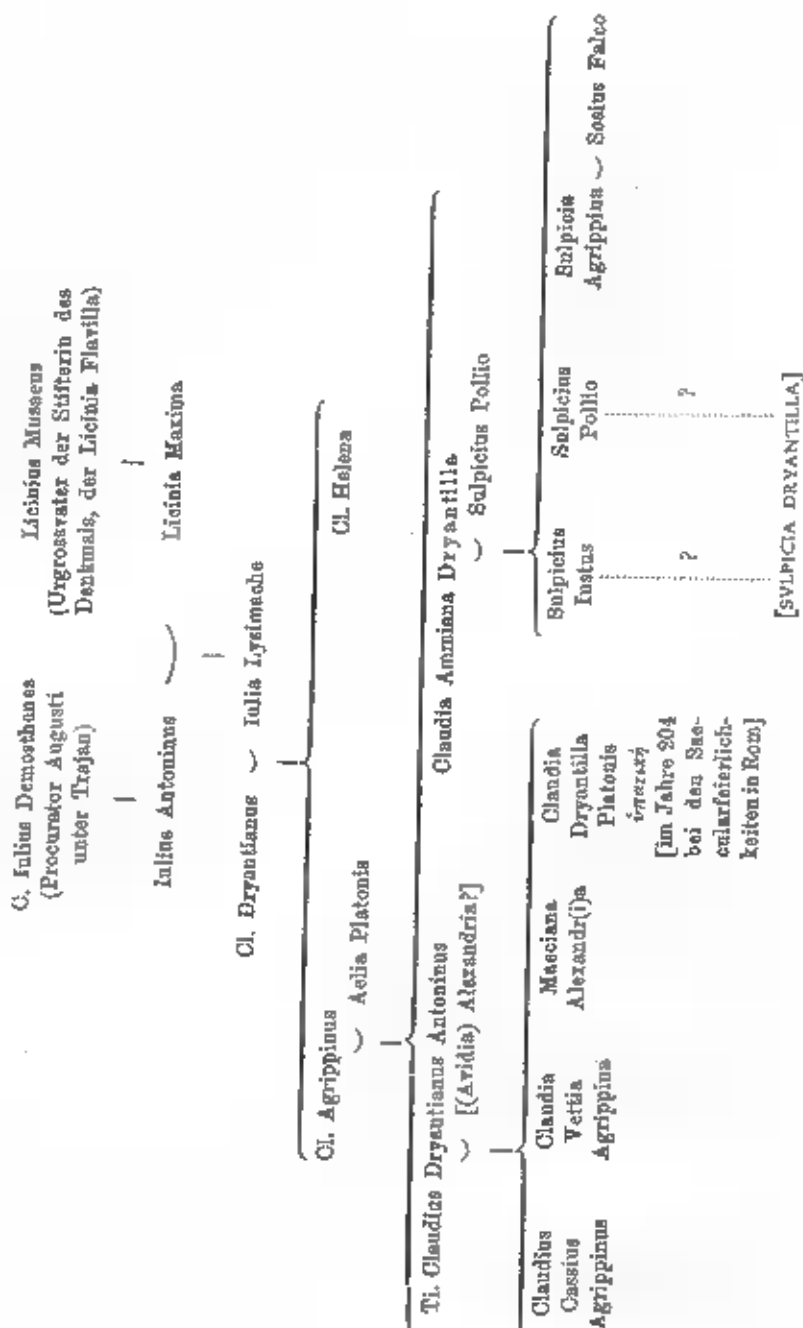 C. Iulius Demosthenes
(Procurator Augusti
unter Trajan)
Licinius Musaeus
(Urgrossvater der Stifterin des
Denkmals, der Licinia Flavilla)
Iulius Antoninus
Licinia Maxima
Cl. Dryantianus
Iulia Lysimache
Cl. Agrippinus
Aelia Platonis
Cl. Helena
Ti. Claudius Dryantianus Antoninus
[(Avidia) Alexandria?]
Claudia Ammiana Dryantilla
Sulpicius Pollio
Claudius
Cassius
Agrippinus
Claudia
Vettia
Agrippina
Maeciana
Alexandr(i)a
Claudia
Dryantilla
Platonis
ὑπατική
[im Jahre 204
bei den Sae-
cularfeierlich-
keiten in Rom]
Sulpicius
Iustus
Sulpicius
Pollio
Sulpicia
Agrippina
Sosius Falco
?
?
[SVLPICIA DRYANTILLA]